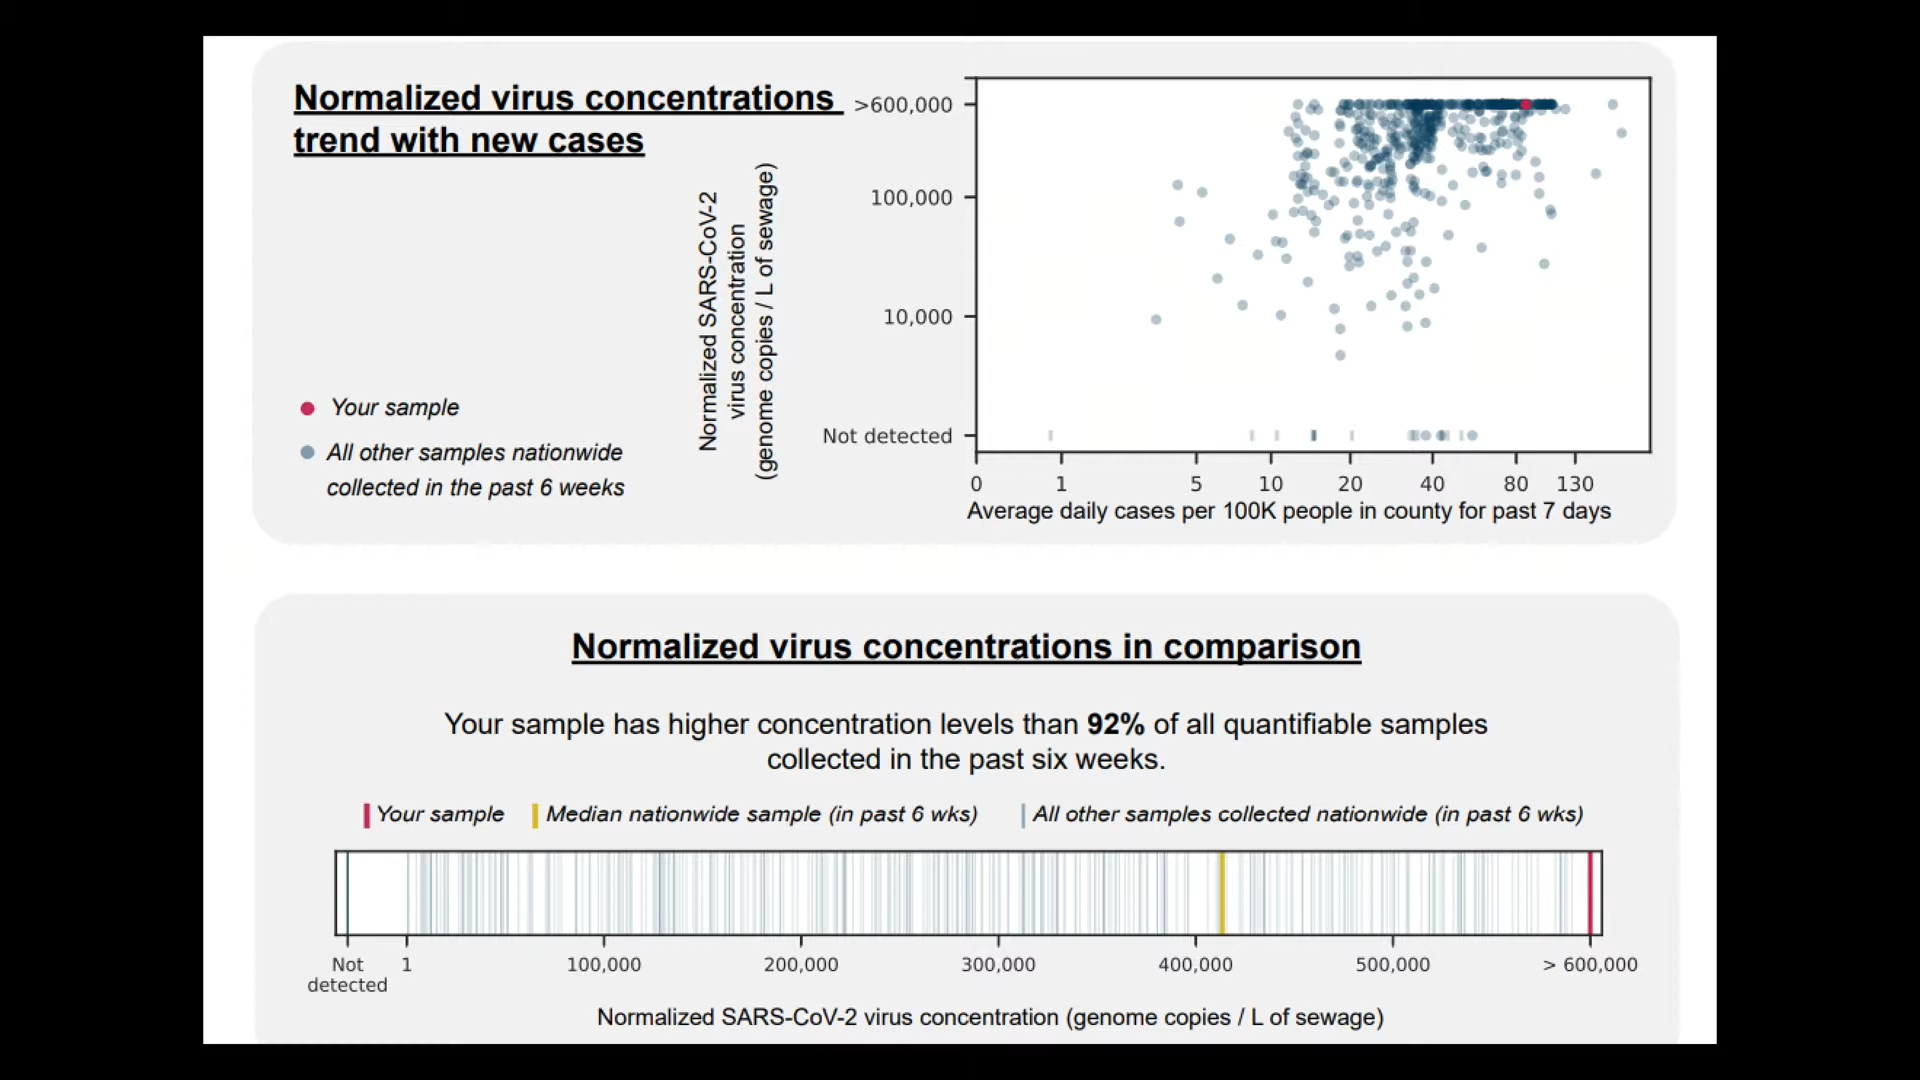 Normalized virus concentrations
trend with new cases
Your sample
All other samples nationwide
collected in the past 6 weeks
Normalized SARS-CoV-2
virus concentration
(genome copies / L of sewage)
>600,000
100,000
10,000
Not detected
0 1 5 10 20 40 80 130
Average daily cases per 100K people in county for past 7 days
Normalized virus concentrations in comparison
Your sample has higher concentration levels than 92% of all quantifiable samples
collected in the past six weeks.
Your sample Median nationwide sample (in past 6 wks) All other samples collected nationwide (in past 6 wks)
Not detected 1 100,000 200,000 300,000 400,000 500,000 > 600,000
Normalized SARS-CoV-2 virus concentration (genome copies / L of sewage)